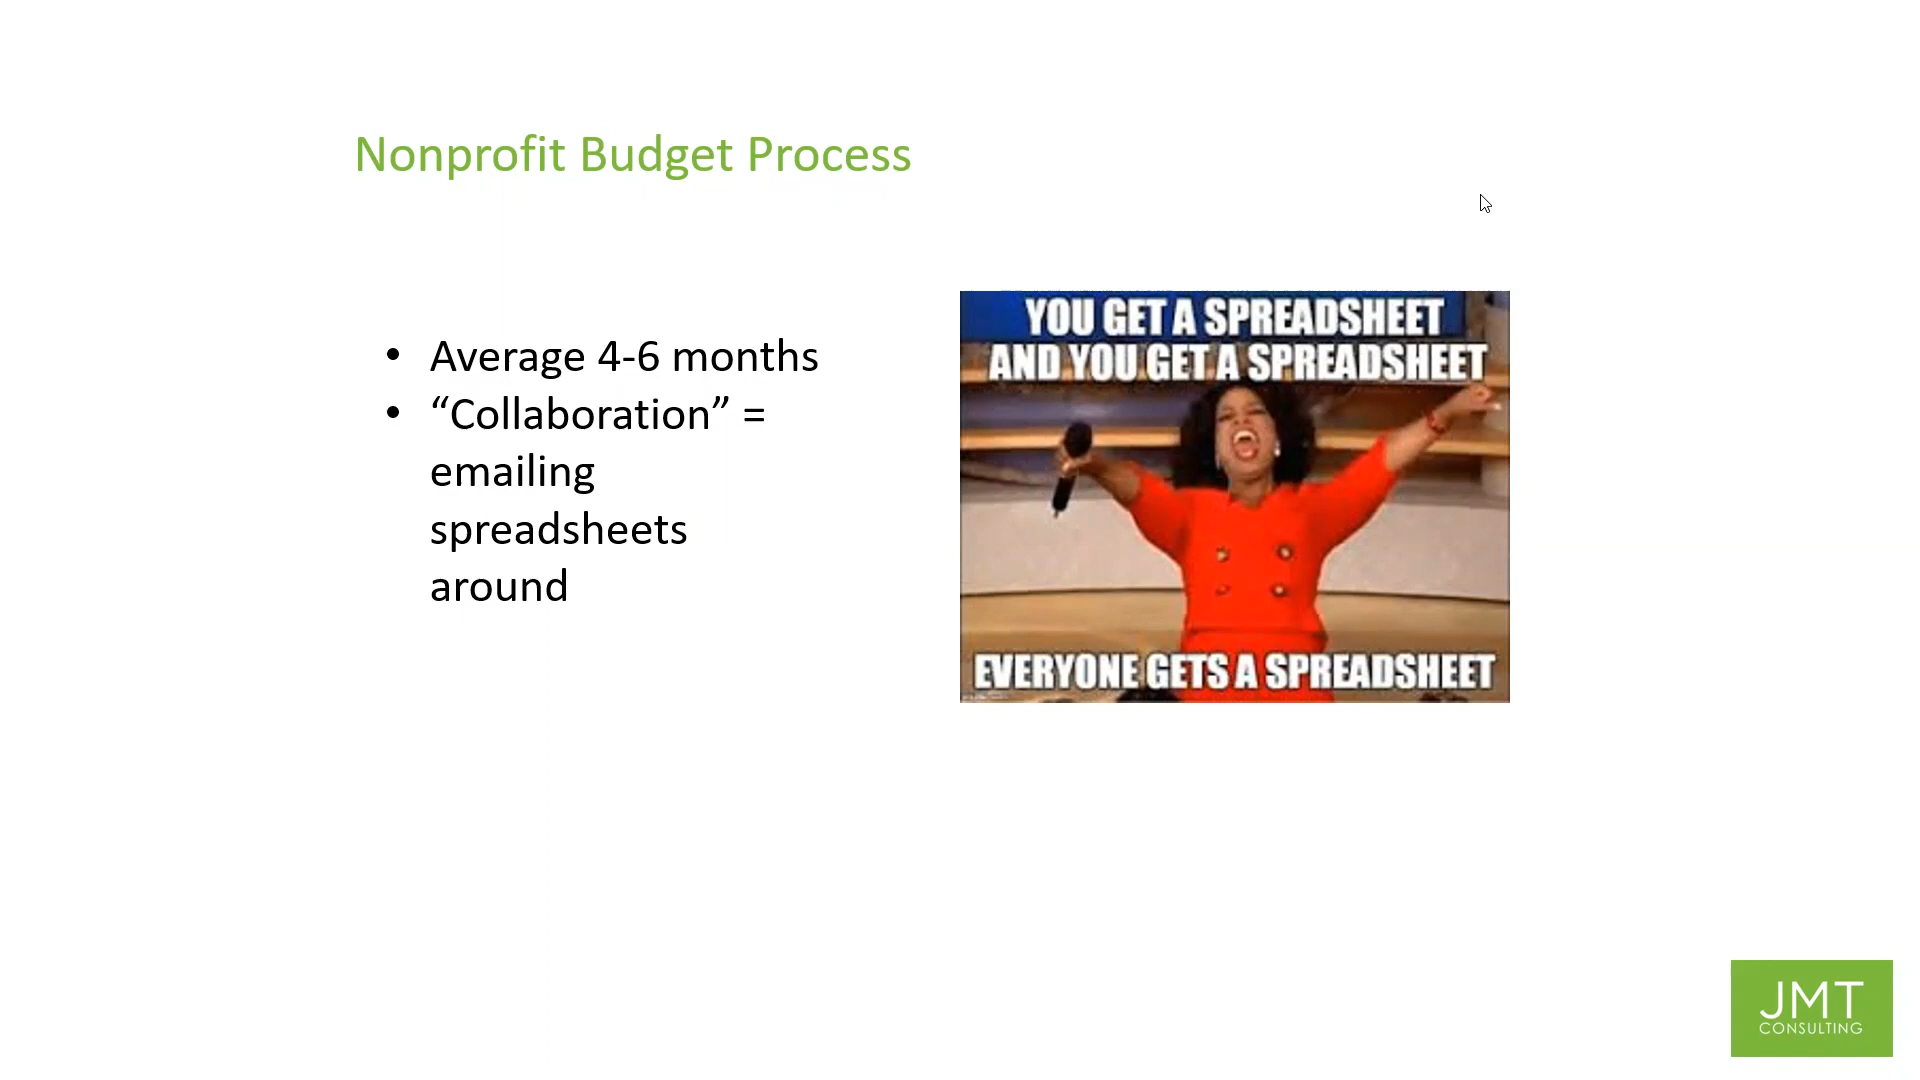 Nonprofit Budget Process
• Average 4-6 months
• “Collaboration” =
emailing
spreadsheets
around
YOU GET A SPREADSHEET
AND YOU GET A SPREADSHEET
EVERYONE GETS A SPREADSHEET
JMT
CONSULTING